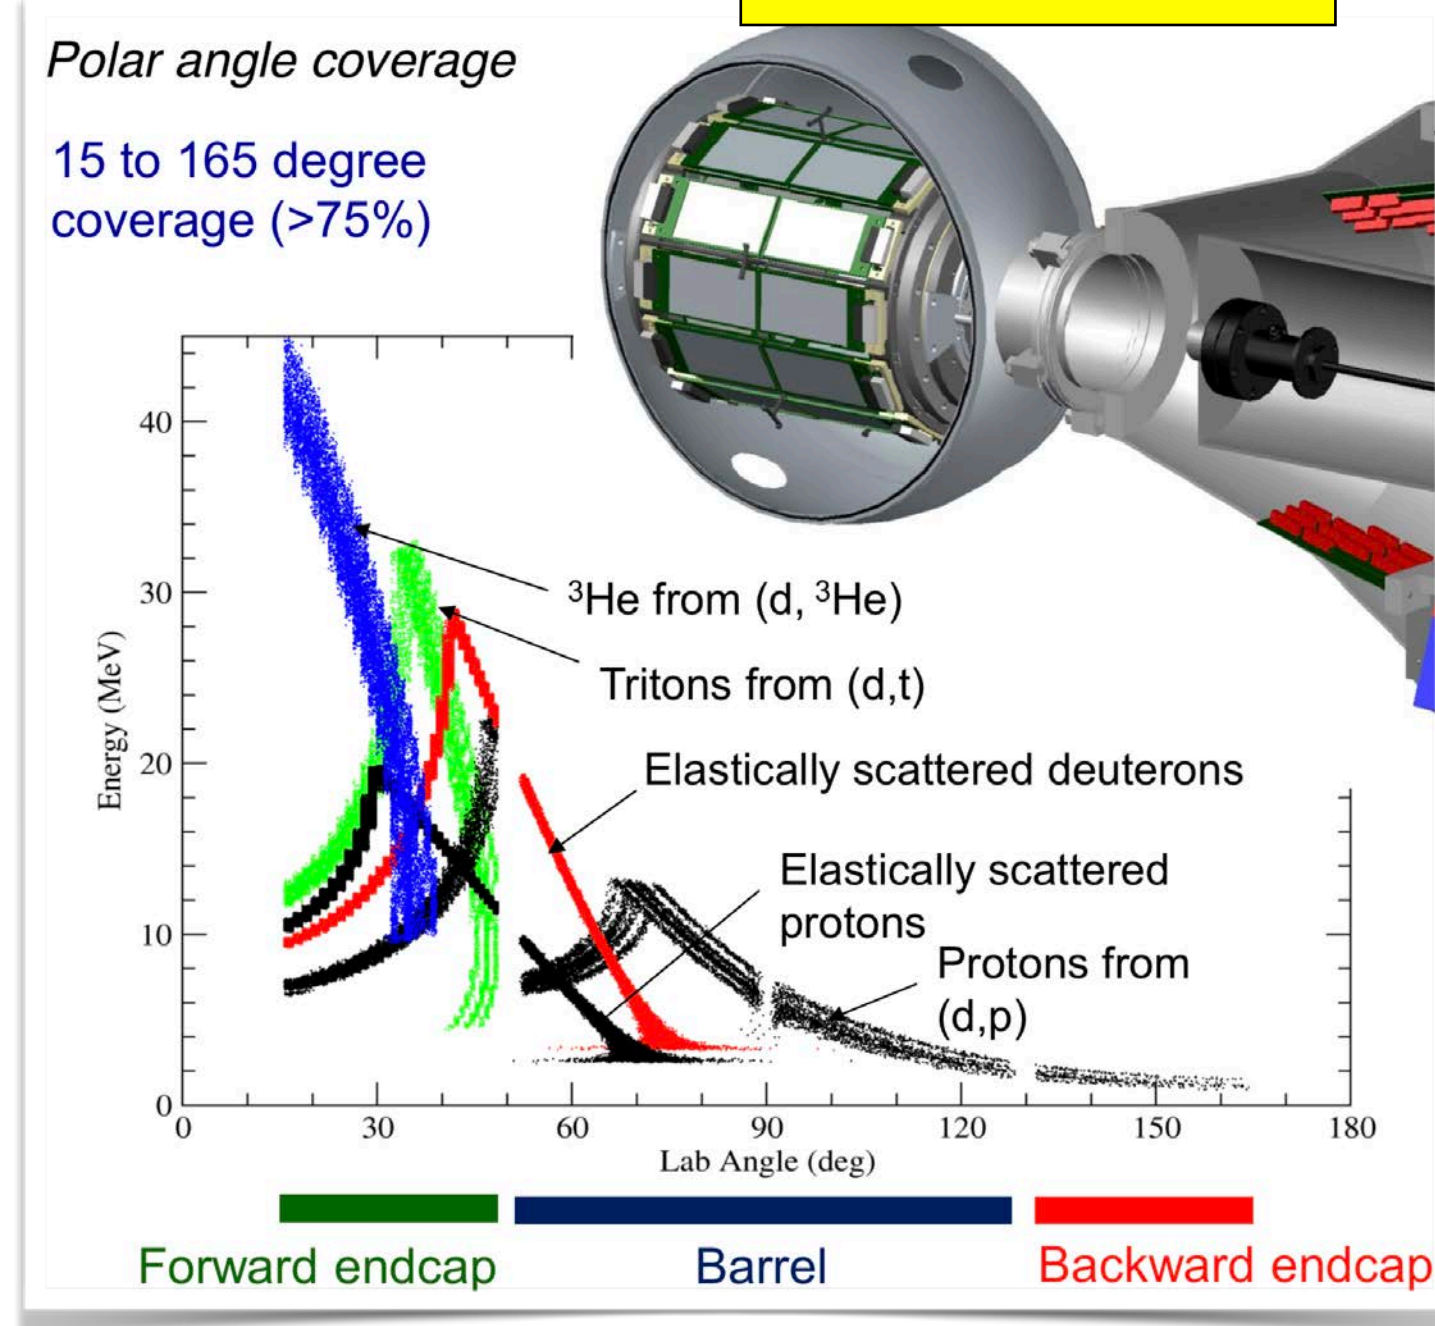 Polar angle coverage
15 to 165 degree
coverage (>75%)
40
30
20
10
0
Energy (MeV)
³He from (d, ³He)
Tritons from (d,t)
Elastically scattered deuterons
Elastically scattered
protons
Protons from
(d,p)
0 30 60 90 120 150 180
Lab Angle (deg)
Forward endcap Barrel Backward endcap